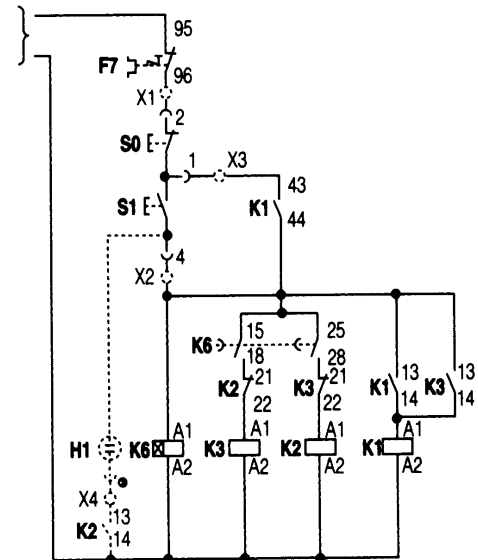 95
F7
96
X1
2
S0
1 X3
43
S1
K1
44
4
X2
15 25
K6
18 28
K2 21 K3 21 K1 13 K3 13
22 22 14 14
H1 K6 A1 K3 A1 K2 A1 K1 A1
A2 A2 A2 A2
X4
13
K2
14